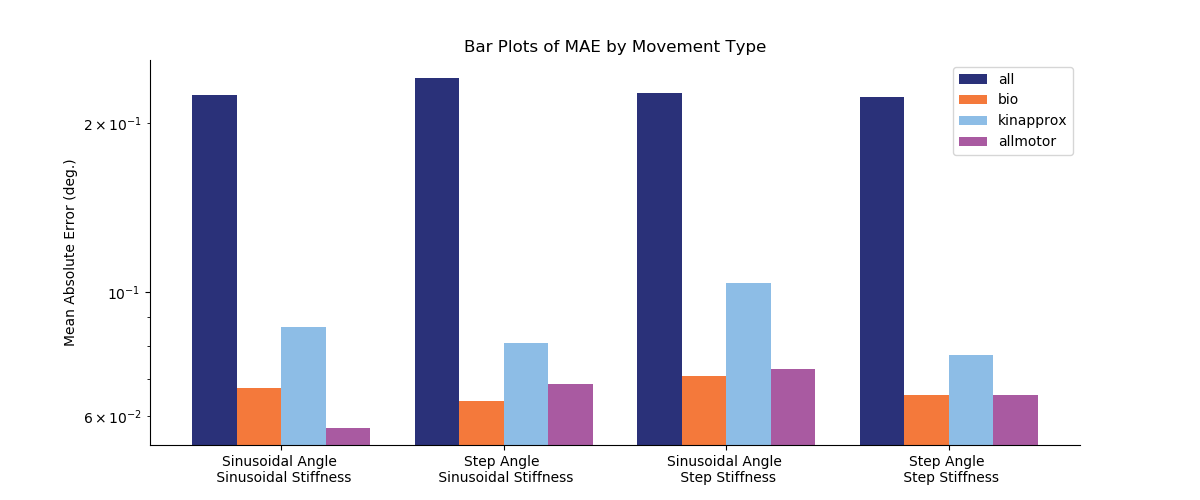 Bar Plots of MAE by Movement Type
all
bio
kinapprox
allmotor
Mean Absolute Error (deg.)
2 × 10⁻¹
10⁻¹
6 × 10⁻²
Sinusoidal Angle
Sinusoidal Stiffness
Step Angle
Sinusoidal Stiffness
Sinusoidal Angle
Step Stiffness
Step Angle
Step Stiffness